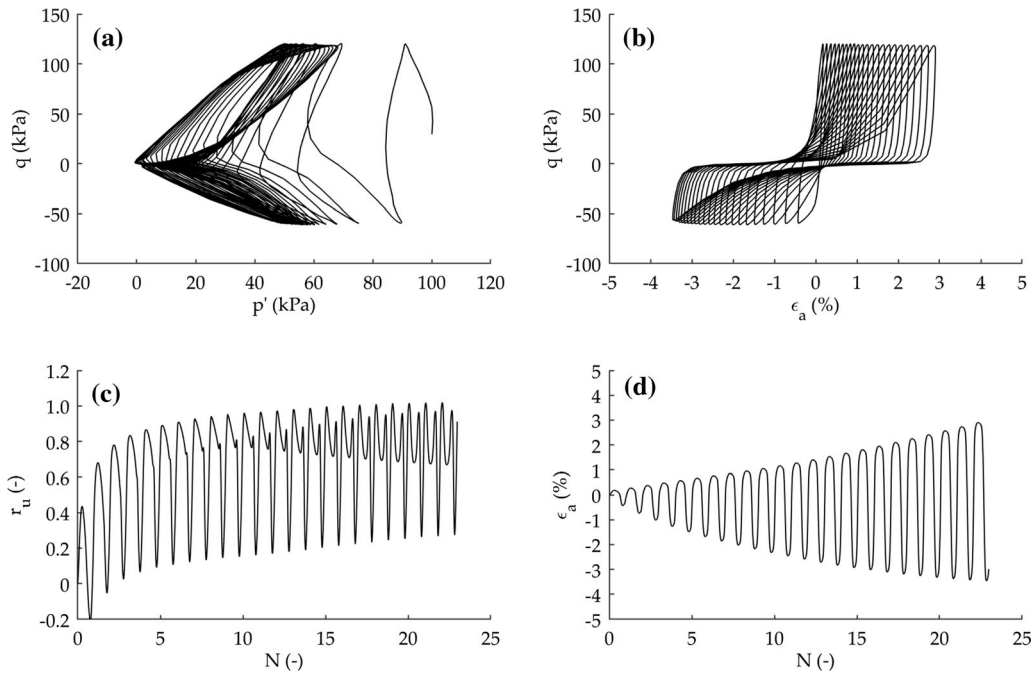 (a)
150
100
50
0
-50
-100
q (kPa)
-20 0 20 40 60 80 100 120
p' (kPa)
(b)
150
100
50
0
-50
-100
q (kPa)
-5 -4 -3 -2 -1 0 1 2 3 4 5
ϵa (%)
(c)
1.2
1.0
0.8
0.6
0.4
0.2
0
-0.2
ru (-)
0 5 10 15 20 25
N (-)
(d)
5
4
3
2
1
0
-1
-2
-3
-4
-5
ϵa (%)
0 5 10 15 20 25
N (-)